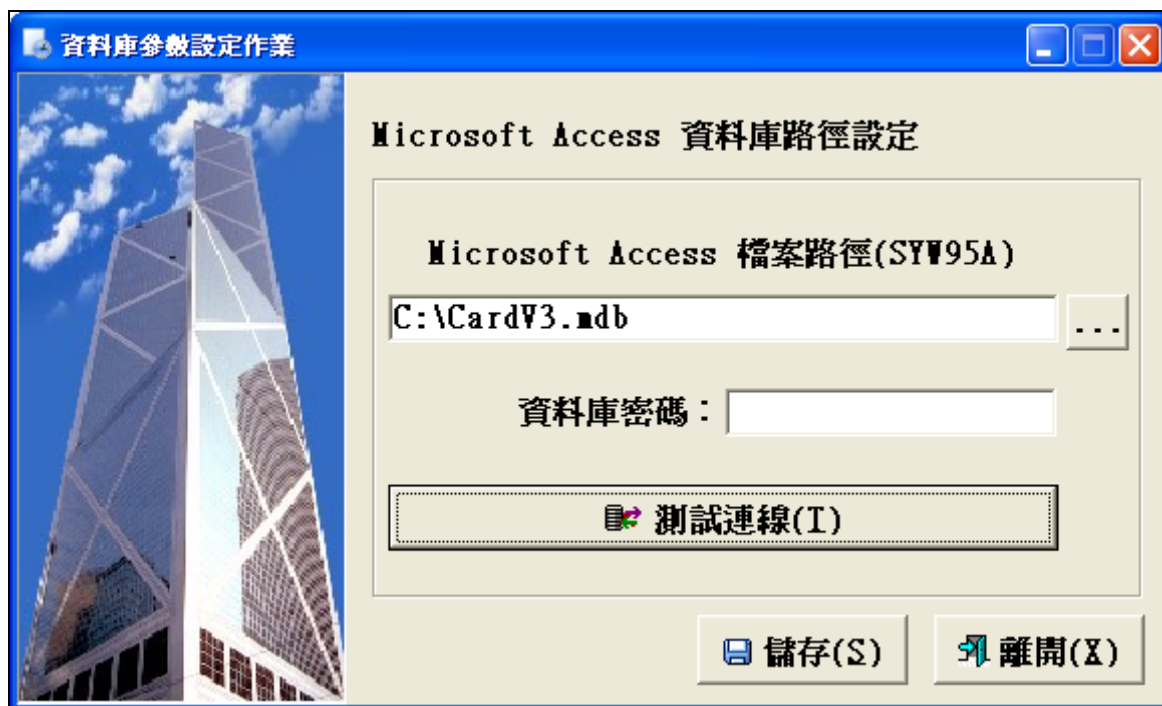 資料庫參數設定作業
Microsoft Access 資料庫路徑設定
Microsoft Access 檔案路徑(SYW95A)
C:\CardV3.mdb
...
資料庫密碼：
測試連線(T)
儲存(S)
離開(X)